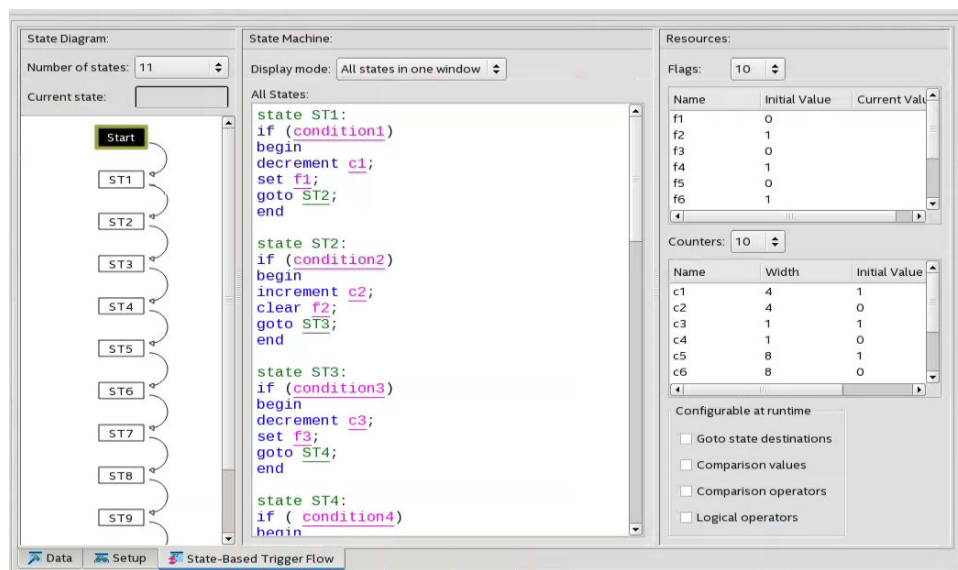 State Diagram:
Number of states: 11
Current state:
Start
ST1
ST2
ST3
ST4
ST5
ST6
ST7
ST8
ST9
State Machine:
Display mode: All states in one window
All States:
state ST1:
if (condition1)
begin
decrement c1;
set f1;
goto ST2;
end
state ST2:
if (condition2)
begin
increment c2;
clear f2;
goto ST3;
end
state ST3:
if (condition3)
begin
decrement c3;
set f3;
goto ST4;
end
state ST4:
if ( condition4)
begin
Resources:
Flags: 10
Name Initial Value Current Valu
f1 0
f2 1
f3 0
f4 1
f5 0
f6 1
Counters: 10
Name Width Initial Value
c1 4 1
c2 4 0
c3 1 1
c4 1 0
c5 8 1
c6 8 0
Configurable at runtime
Goto state destinations
Comparison values
Comparison operators
Logical operators
Data Setup State-Based Trigger Flow